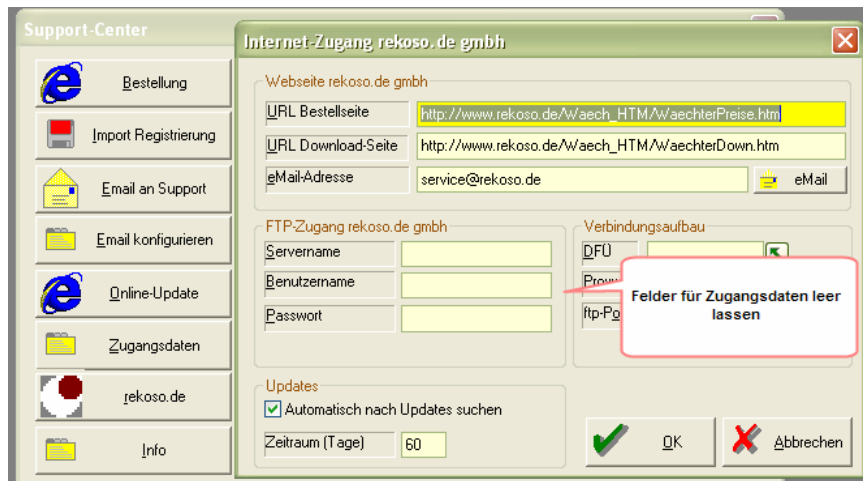 Support-Center
Bestellung
Import Registrierung
Email an Support
Email konfigurieren
Online-Update
Zugangsdaten
rekoso.de
Info
Internet-Zugang rekoso.de gmbh
Webseite rekoso.de gmbh
URL Bestellseite
http://www.rekoso.de/Waech_HTM/WaechterPreise.htm
URL Download-Seite
http://www.rekoso.de/Waech_HTM/WaechterDown.htm
eMail-Adresse
service@rekoso.de
eMail
FTP-Zugang rekoso.de gmbh
Servername
Benutzername
Passwort
Verbindungsaufbau
DFÜ
Felder für Zugangsdaten leer
lassen
Updates
Automatisch nach Updates suchen
Zeitraum (Tage)
60
OK
Abbrechen